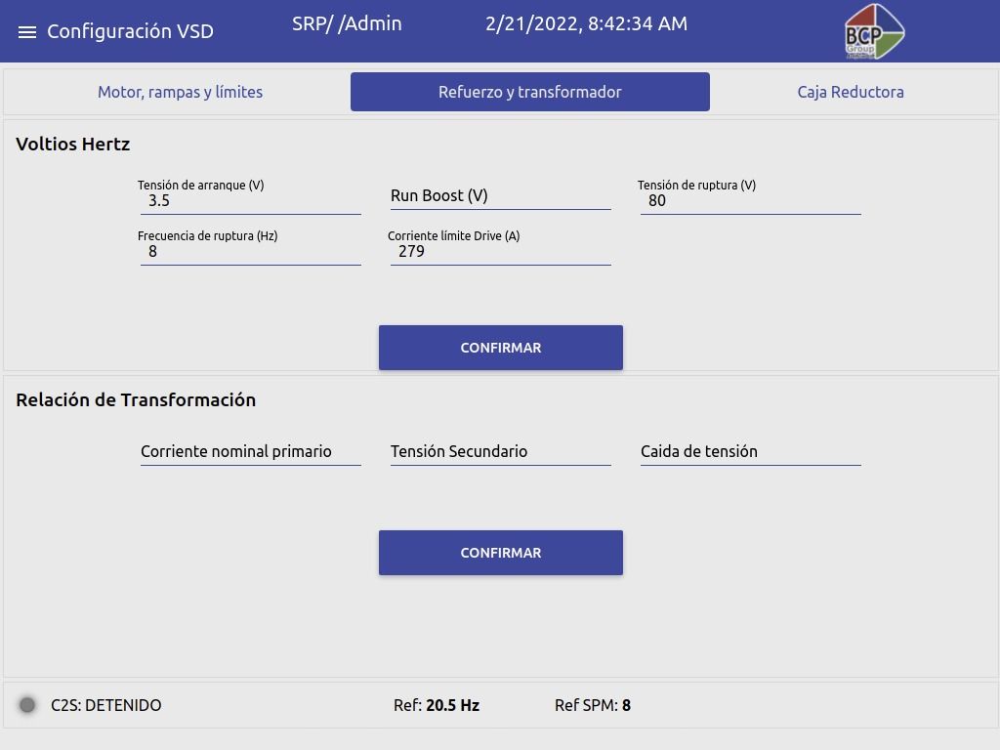 Configuración VSD
SRP/ /Admin
2/21/2022, 8:42:34 AM
BCP
Group
Motor, rampas y límites
Refuerzo y transformador
Caja Reductora
Voltios Hertz
Tensión de arranque (V)
3.5
Run Boost (V)
Tensión de ruptura (V)
80
Frecuencia de ruptura (Hz)
8
Corriente límite Drive (A)
279
CONFIRMAR
Relación de Transformación
Corriente nominal primario
Tensión Secundario
Caida de tensión
CONFIRMAR
C2S: DETENIDO
Ref: 20.5 Hz
Ref SPM: 8